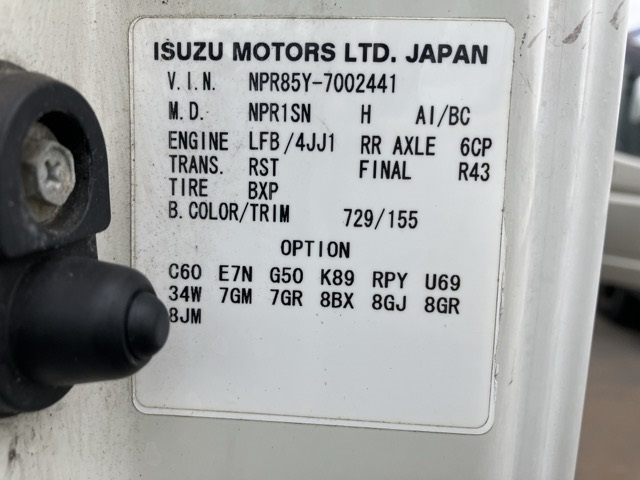 ISUZU MOTORS LTD. JAPAN
V.I.N. NPR85Y-7002441
M.D. NPR1SN H AI/BC
ENGINE LFB/4JJ1 RR AXLE 6CP
TRANS. RST FINAL R43
TIRE BXP
B.COLOR/TRIM 729/155
OPTION
C60 E7N G50 K89 RPY U69
34W 7GM 7GR 8BX 8GJ 8GR
8JM